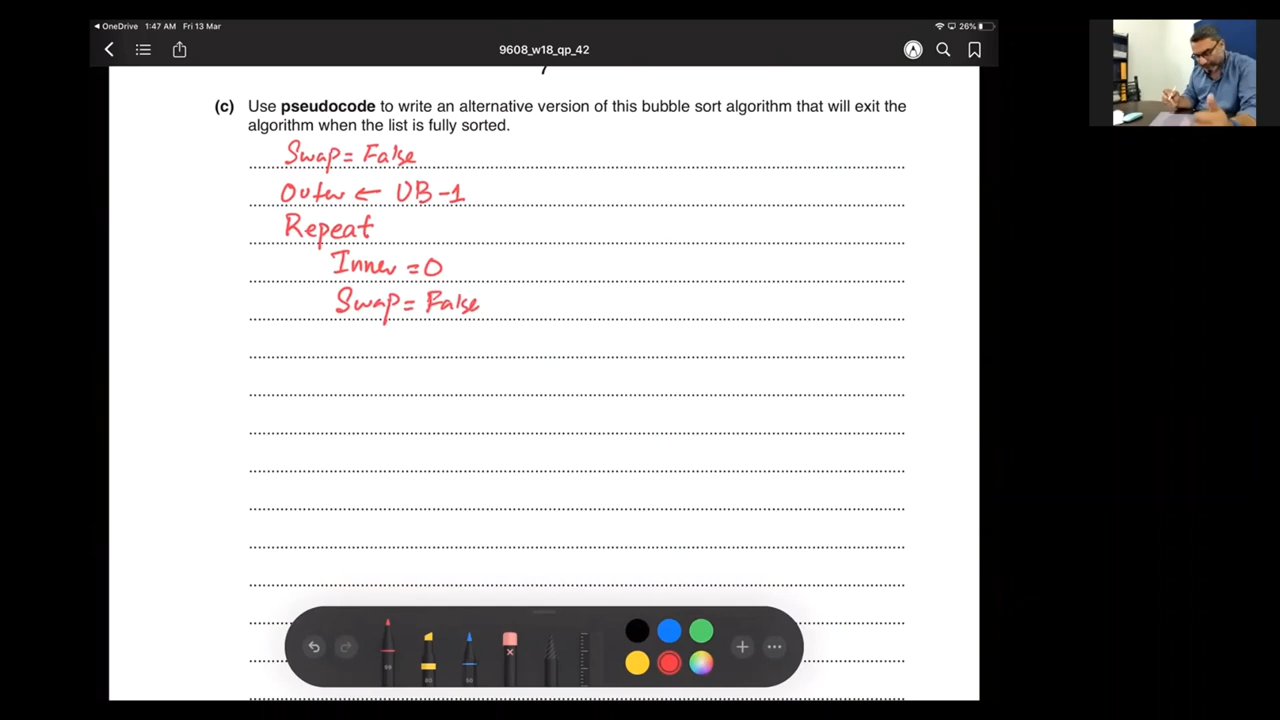 OneDrive 1:47 AM Fri 13 Mar
26%
9608_w18_qp_42
(c) Use pseudocode to write an alternative version of this bubble sort algorithm that will exit the
algorithm when the list is fully sorted.
Swap = False
Outer ← UB -1
Repeat
Inner = 0
Swap = False